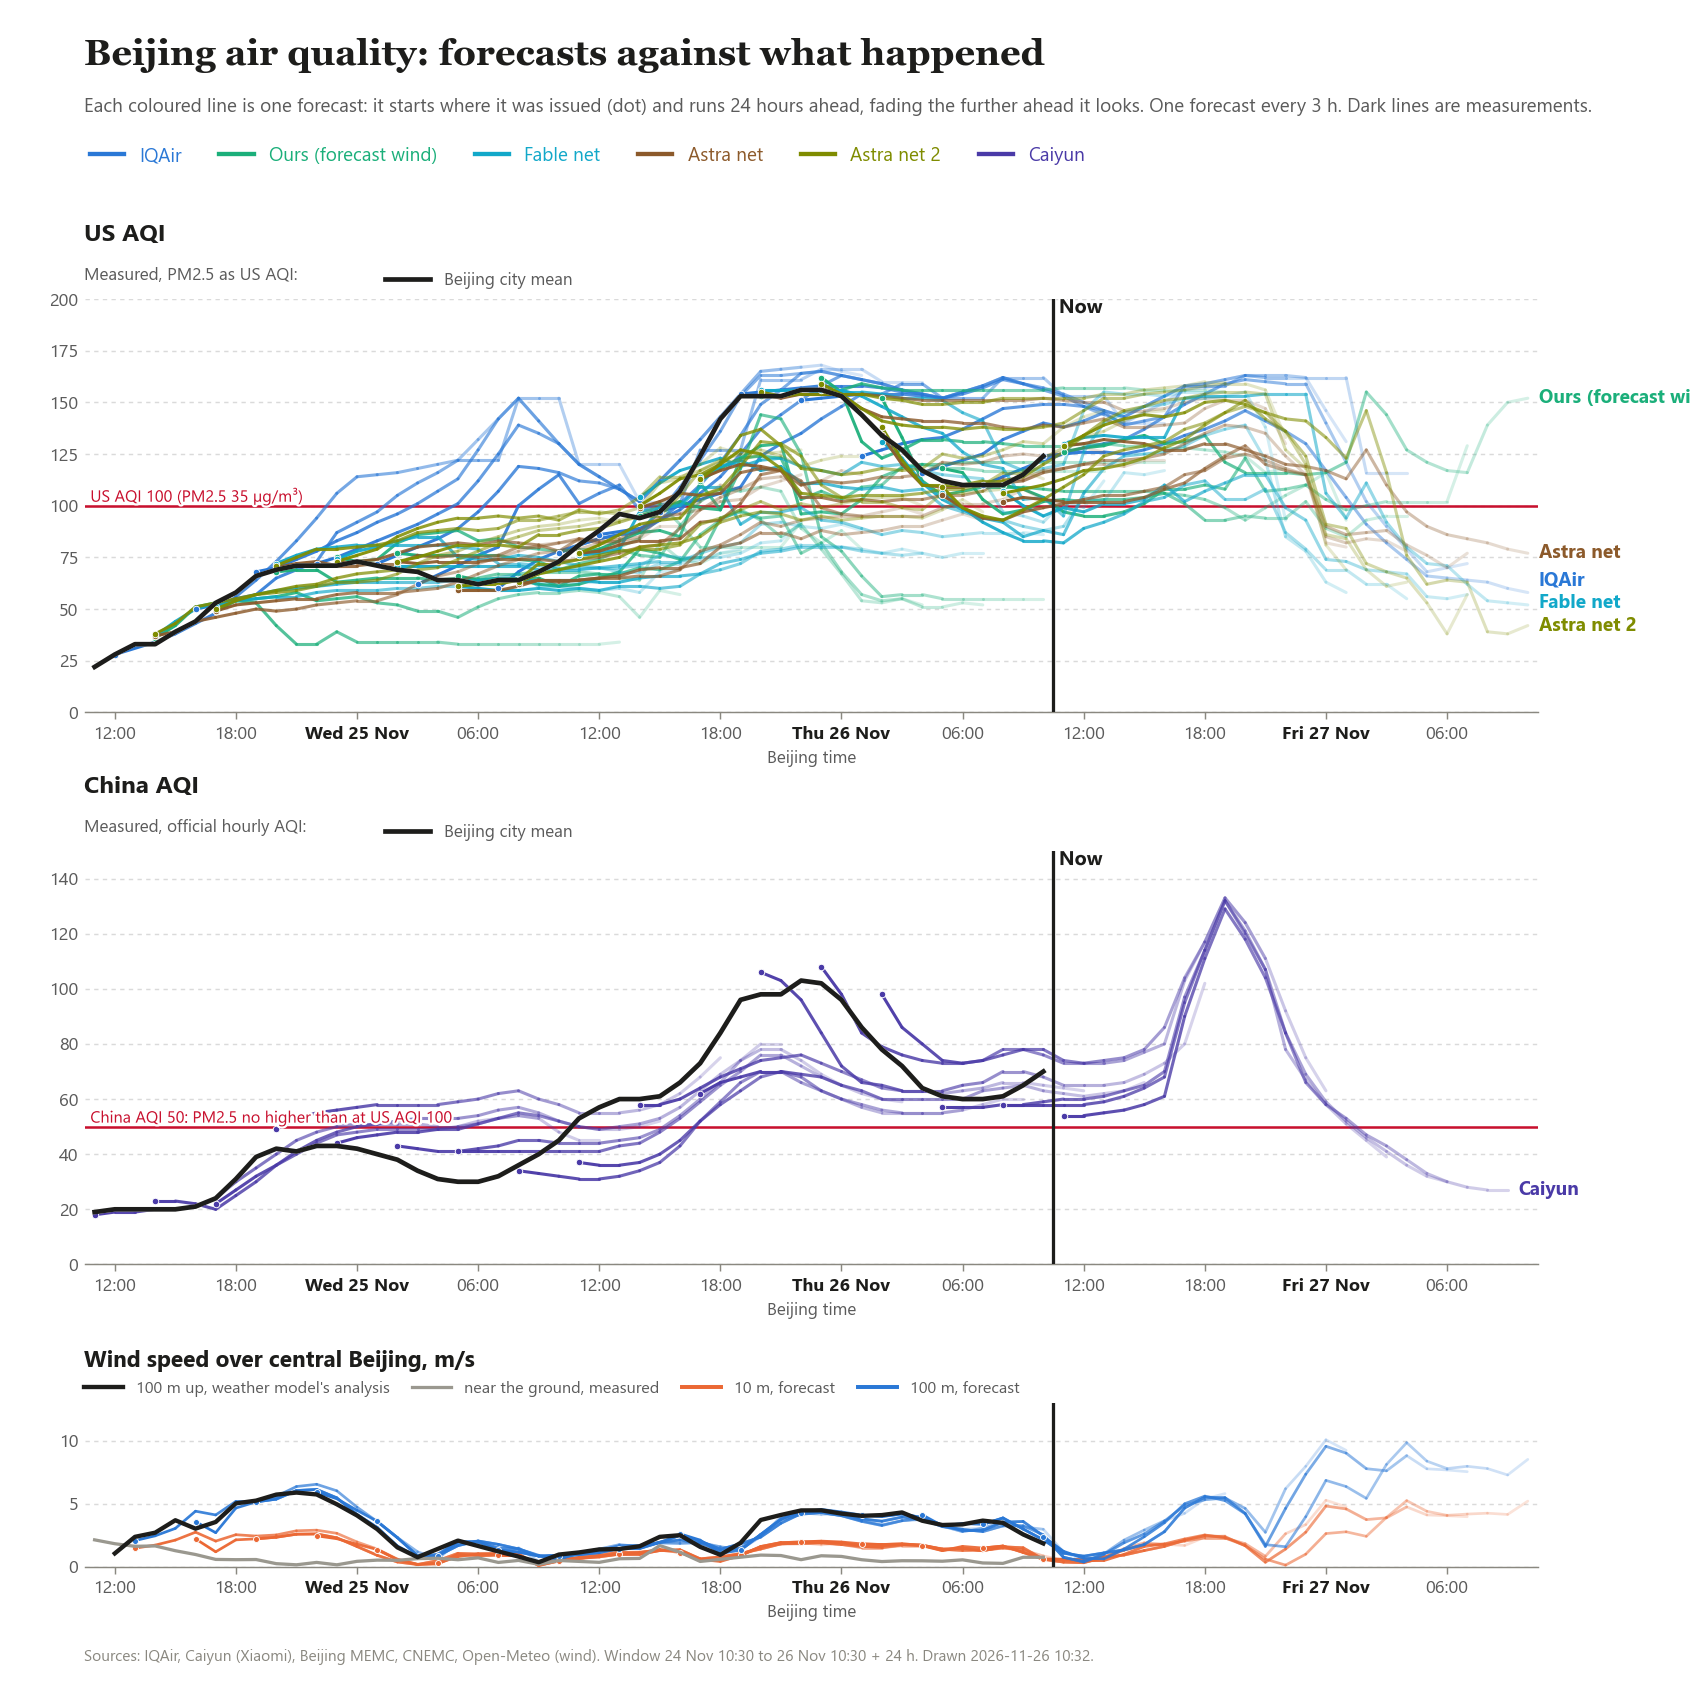 Beijing air quality: forecasts against what happened
Each coloured line is one forecast: it starts where it was issued (dot) and runs 24 hours ahead, fading the further ahead it looks. One forecast every 3 h. Dark lines are measurements.
IQAir Ours (forecast wind) Fable net Astra net Astra net 2 Caiyun
US AQI
Measured, PM2.5 as US AQI: Beijing city mean
200
Now
175
150
Ours (forecast wi
125
US AQI 100 (PM2.5 35 µg/m³)
100
75
Astra net
IQAir
Fable net
50
Astra net 2
25
0
12:00 18:00 Wed 25 Nov 06:00 12:00 18:00 Thu 26 Nov 06:00 12:00 18:00 Fri 27 Nov 06:00
Beijing time
China AQI
Measured, official hourly AQI: Beijing city mean
Now
140
120
100
80
60
China AQI 50: PM2.5 no higher than at US AQI 100
40
Caiyun
20
0
12:00 18:00 Wed 25 Nov 06:00 12:00 18:00 Thu 26 Nov 06:00 12:00 18:00 Fri 27 Nov 06:00
Beijing time
Wind speed over central Beijing, m/s
100 m up, weather model's analysis near the ground, measured 10 m, forecast 100 m, forecast
10
5
0
12:00 18:00 Wed 25 Nov 06:00 12:00 18:00 Thu 26 Nov 06:00 12:00 18:00 Fri 27 Nov 06:00
Beijing time
Sources: IQAir, Caiyun (Xiaomi), Beijing MEMC, CNEMC, Open-Meteo (wind). Window 24 Nov 10:30 to 26 Nov 10:30 + 24 h. Drawn 2026-11-26 10:32.